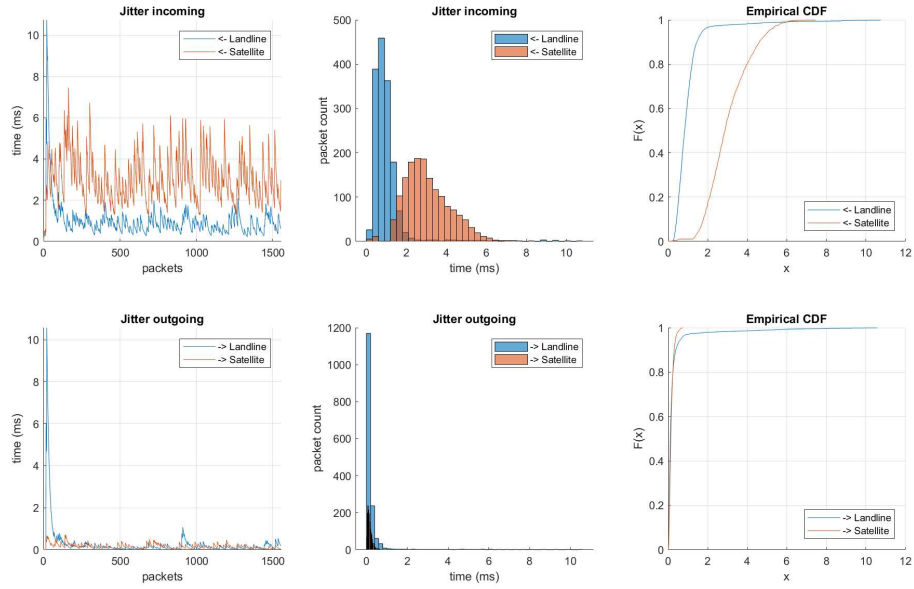 Jitter incoming
10
8
6
4
2
0
0
500
1000
1500
time (ms)
packets
<- Landline
<- Satellite
Jitter incoming
500
400
300
200
100
0
0
2
4
6
8
10
packet count
time (ms)
<- Landline
<- Satellite
Empirical CDF
1
0.8
0.6
0.4
0.2
0
0
2
4
6
8
10
12
F(x)
x
<- Landline
<- Satellite
Jitter outgoing
10
8
6
4
2
0
0
500
1000
1500
time (ms)
packets
-> Landline
-> Satellite
Jitter outgoing
1200
1000
800
600
400
200
0
0
2
4
6
8
10
packet count
time (ms)
-> Landline
-> Satellite
Empirical CDF
1
0.8
0.6
0.4
0.2
0
0
2
4
6
8
10
12
F(x)
x
-> Landline
-> Satellite